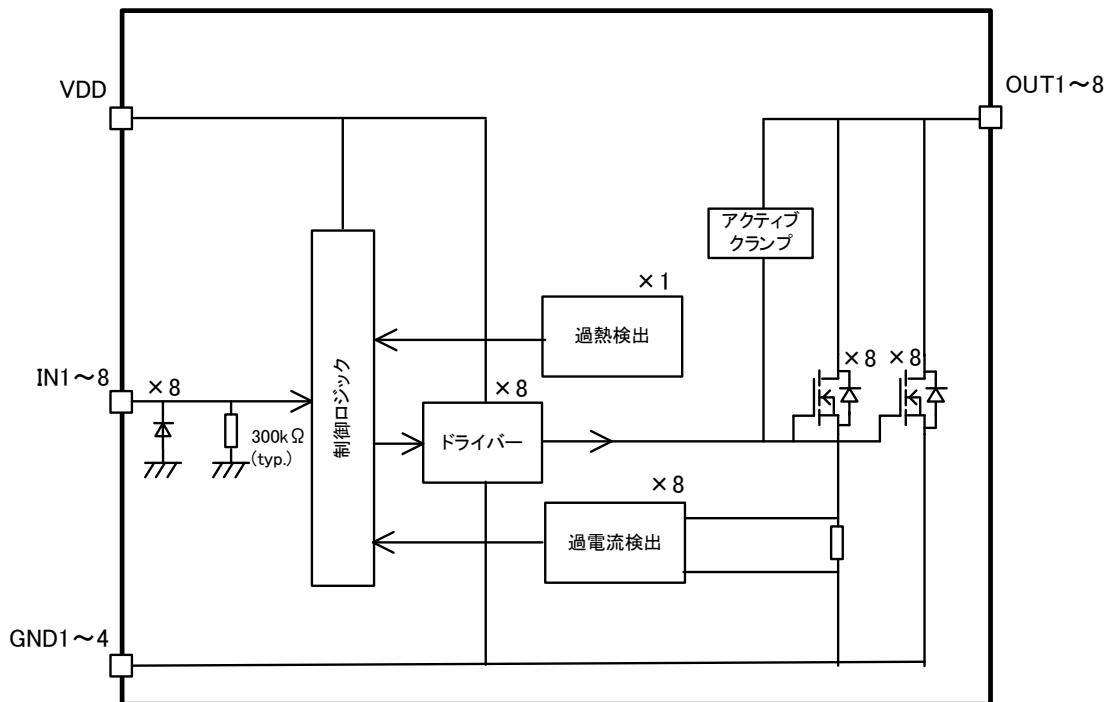 VDD
OUT1～8
アクティブ
クランプ
×1
過熱検出
IN1～8
×8
300kΩ
(typ.)
制御ロジック
×8
ドライバー
×8
×8
×8
過電流検出
GND1～4